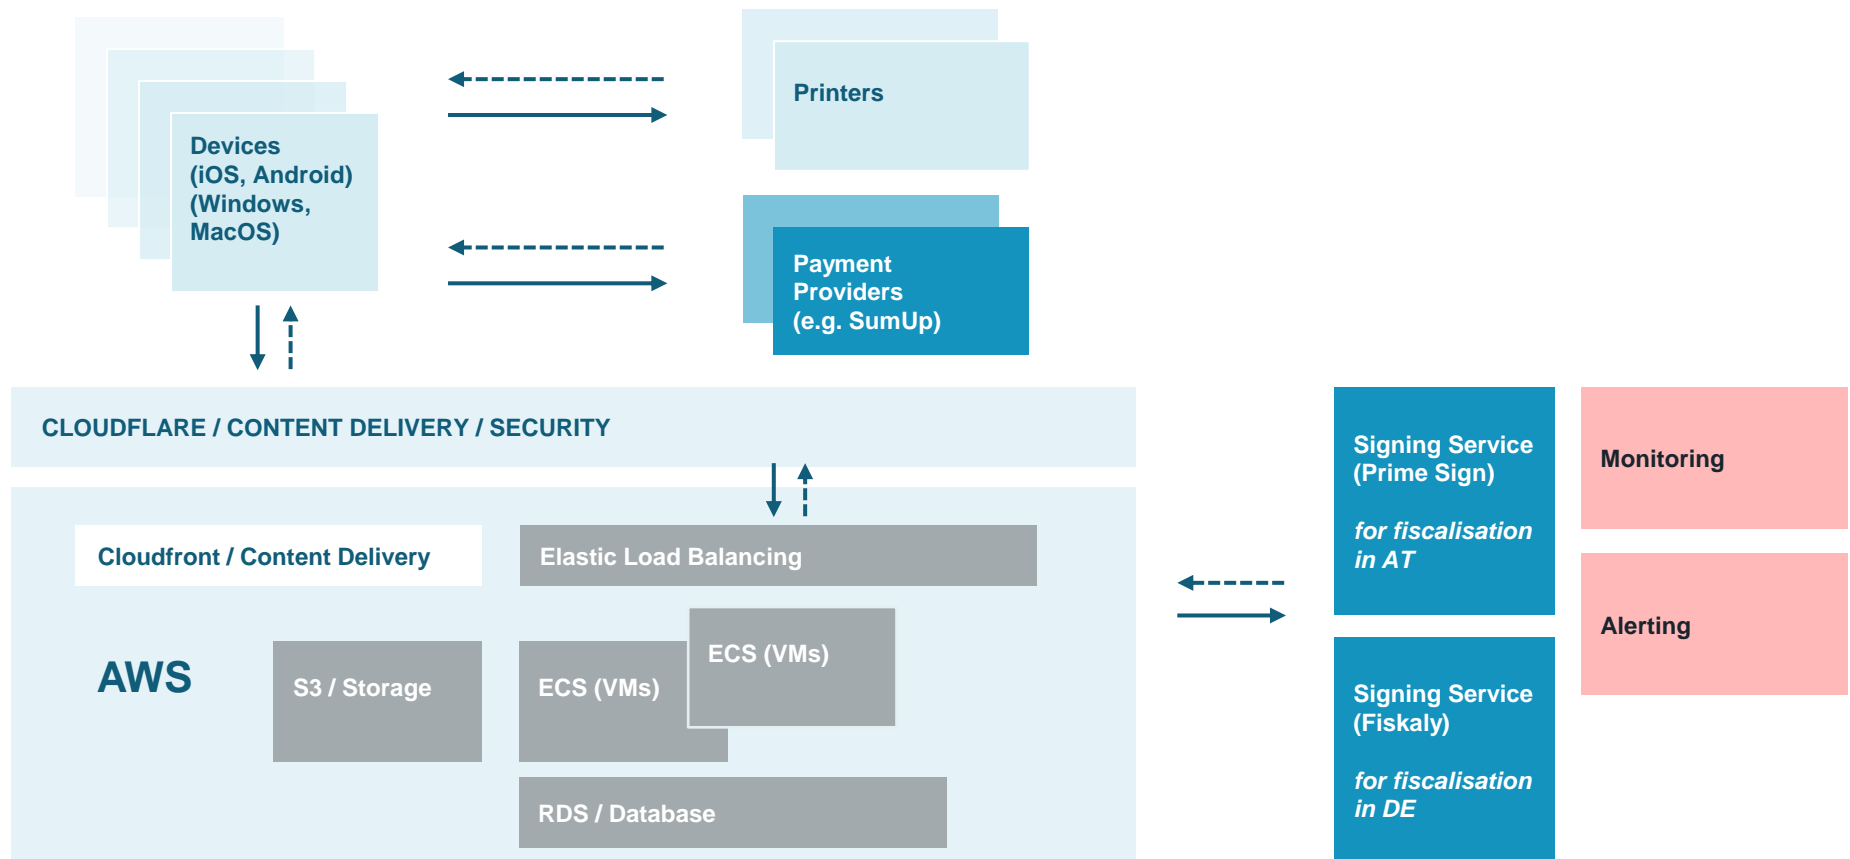 Devices
(iOS, Android)
(Windows,
MacOS)
Printers
Payment
Providers
(e.g. SumUp)
CLOUDFLARE / CONTENT DELIVERY / SECURITY
Cloudfront / Content Delivery
Elastic Load Balancing
AWS
S3 / Storage
ECS (VMs)
ECS (VMs)
RDS / Database
Signing Service
(Prime Sign)
for fiscalisation
in AT
Signing Service
(Fiskaly)
for fiscalisation
in DE
Monitoring
Alerting